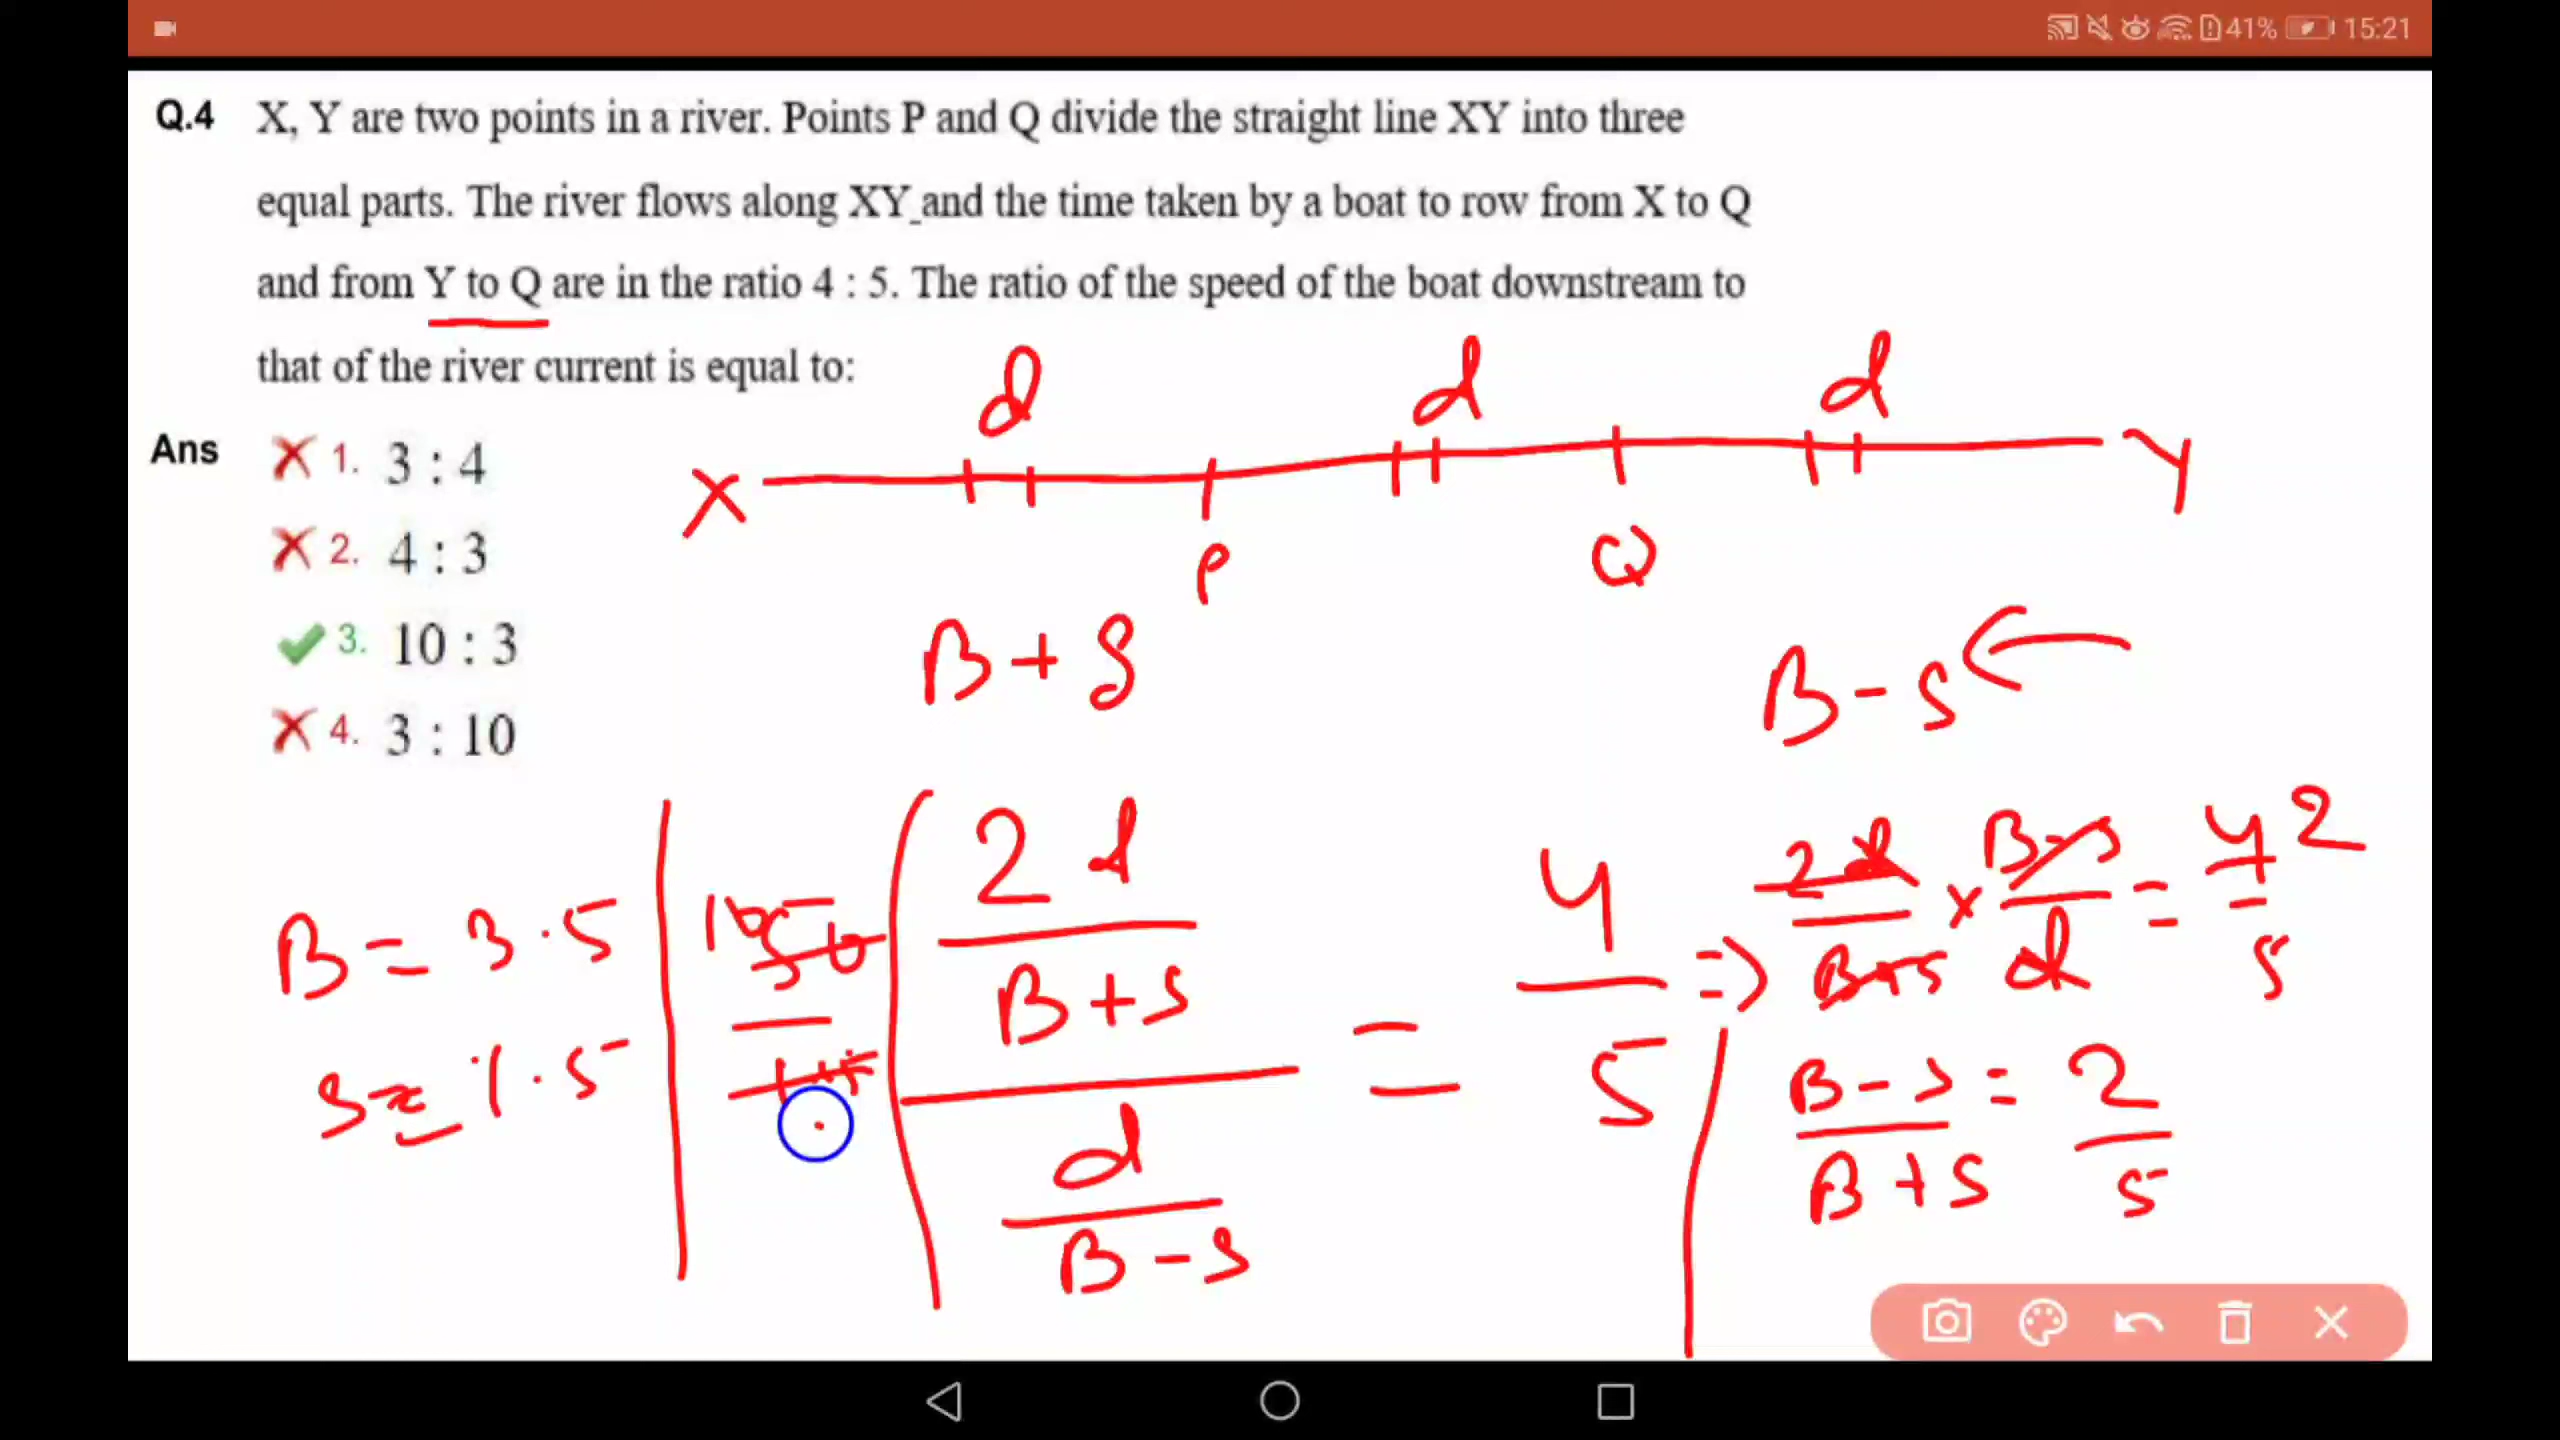 41% 15:21
Q.4 X, Y are two points in a river. Points P and Q divide the straight line XY into three
equal parts. The river flows along XY and the time taken by a boat to row from X to Q
and from Y to Q are in the ratio 4 : 5. The ratio of the speed of the boat downstream to
that of the river current is equal to:
Ans 1. 3 : 4
2. 4 : 3
3. 10 : 3
4. 3 : 10
d d d
X Y
P Q
B + S
B - S
2d
B + S
d
B - S
= 4
5
=> 2d × B - S = 4 2
B + S d 5
B - S = 2
B + S 5
B = 3.5
S = 1.5
10 50